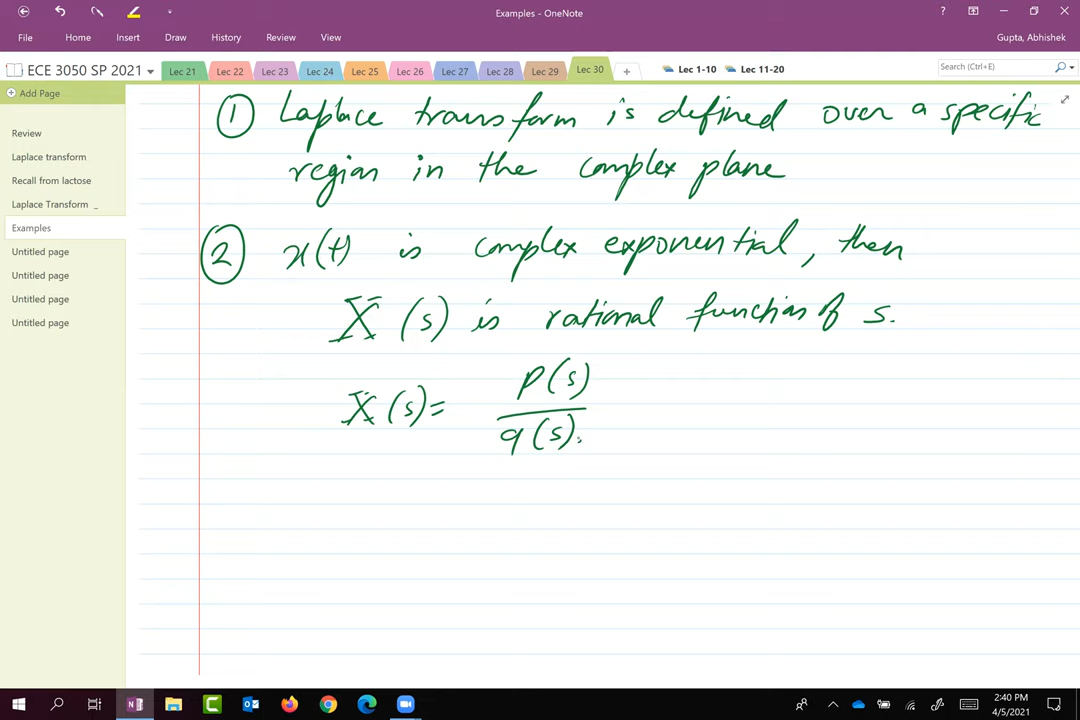 Examples - OneNote
?
File
Home
Insert
Draw
History
Review
View
Gupta, Abhishek
ECE 3050 SP 2021
Lec 21
Lec 22
Lec 23
Lec 24
Lec 25
Lec 26
Lec 27
Lec 28
Lec 29
Lec 30
+
Lec 1-10
Lec 11-20
Search (Ctrl+E)
Add Page
Review
Laplace transform
Recall from lactose
Laplace Transform _
Examples
Untitled page
Untitled page
Untitled page
Untitled page
① Laplace transform is defined over a specific
region in the complex plane
② x(t) is complex exponential, then
X(s) is rational function of s.
X(s) = p(s)
q(s).
2:40 PM
4/5/2021